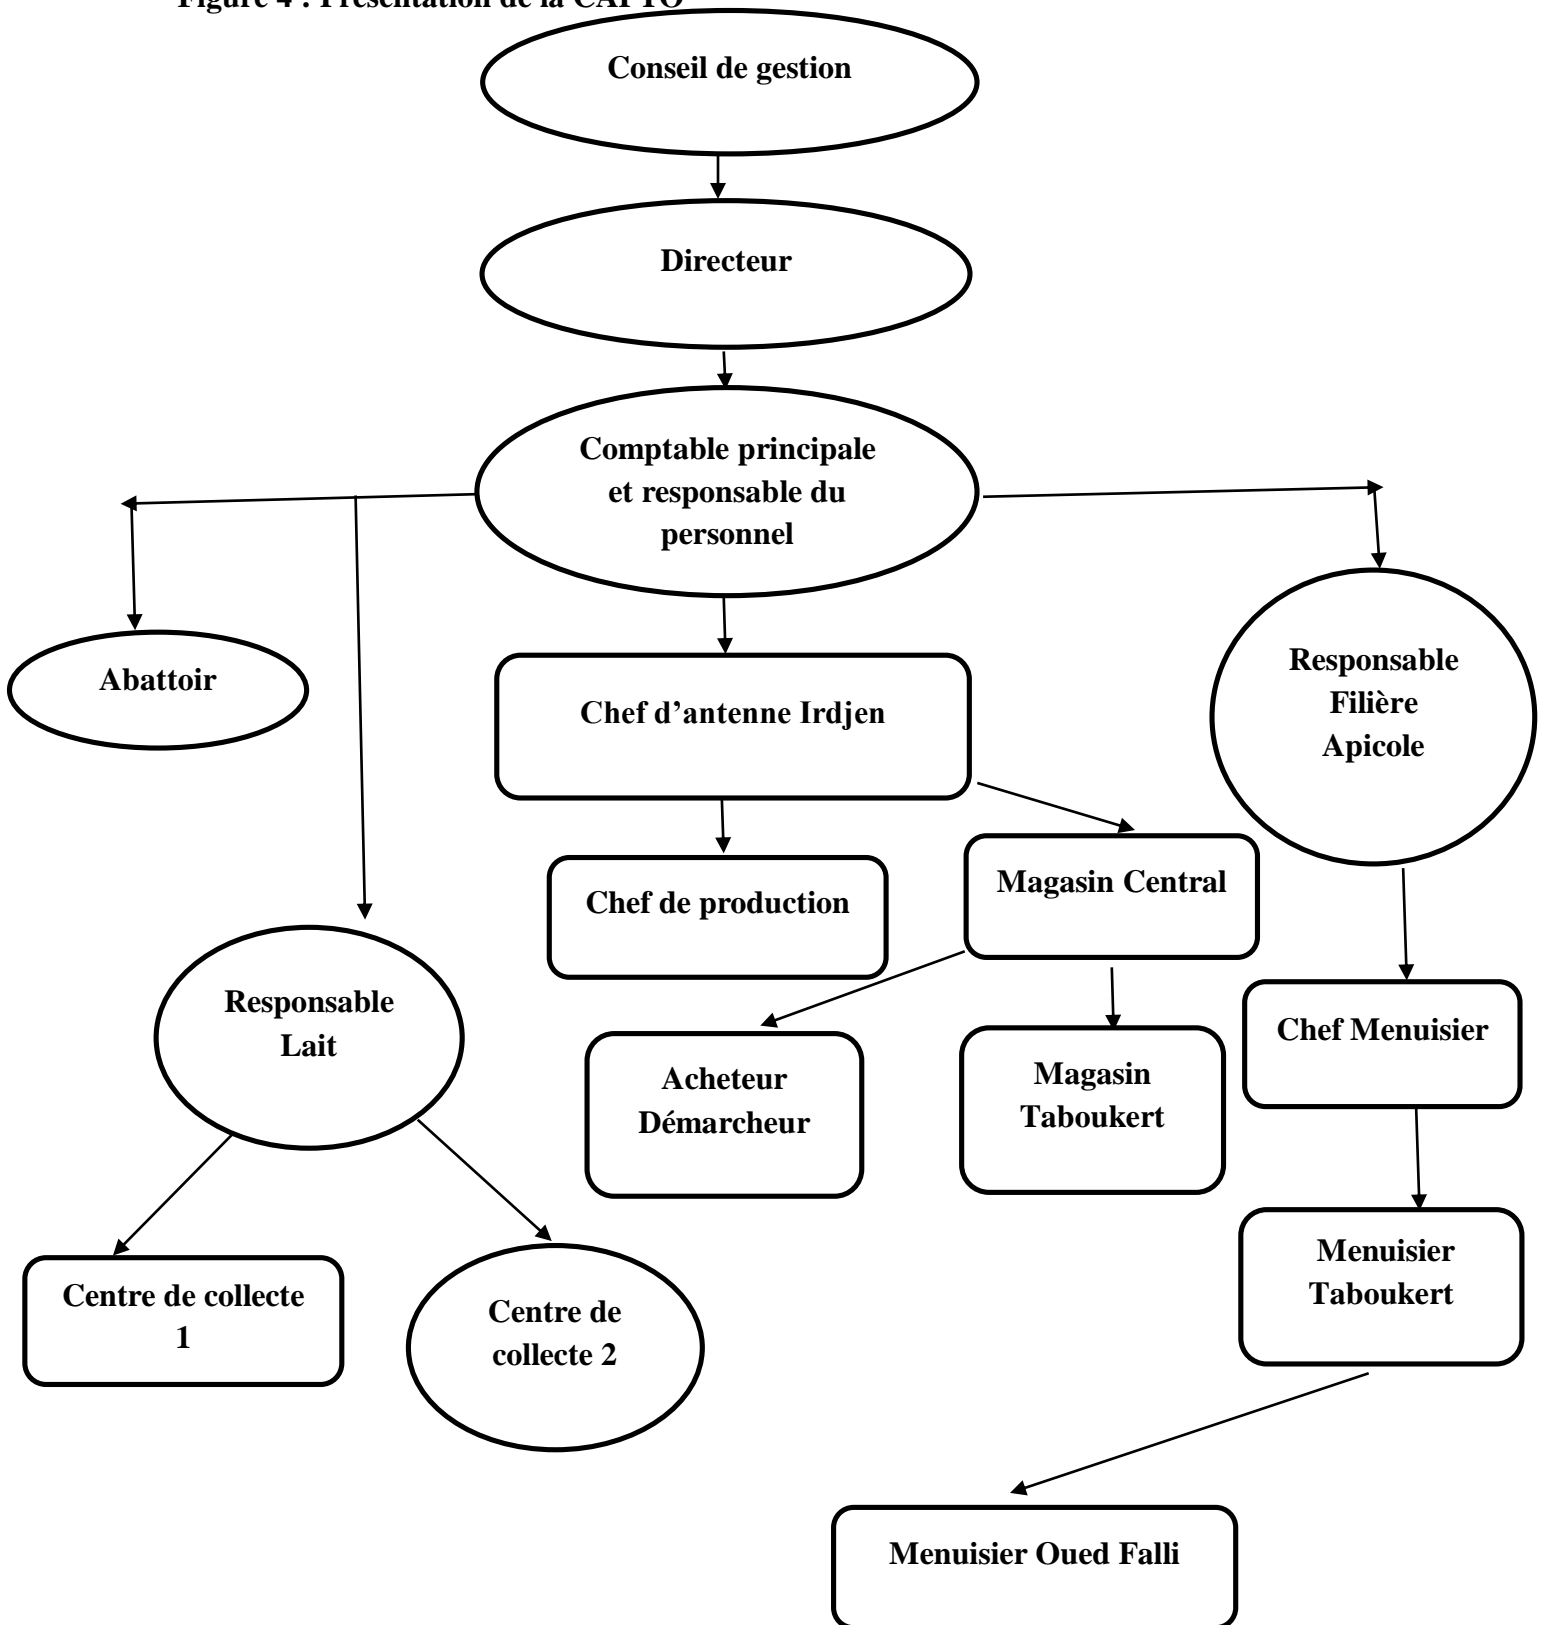 Figure 4 : Présentation de la CAPTO
Conseil de gestion
Directeur
Comptable principale
et responsable du
personnel
Abattoir
Chef d’antenne Irdjen
Responsable
Filière
Apicole
Chef de production
Magasin Central
Responsable
Lait
Acheteur
Démarcheur
Magasin
Taboukert
Chef Menuisier
Centre de collecte
1
Centre de
collecte 2
Menuisier
Taboukert
Menuisier Oued Falli